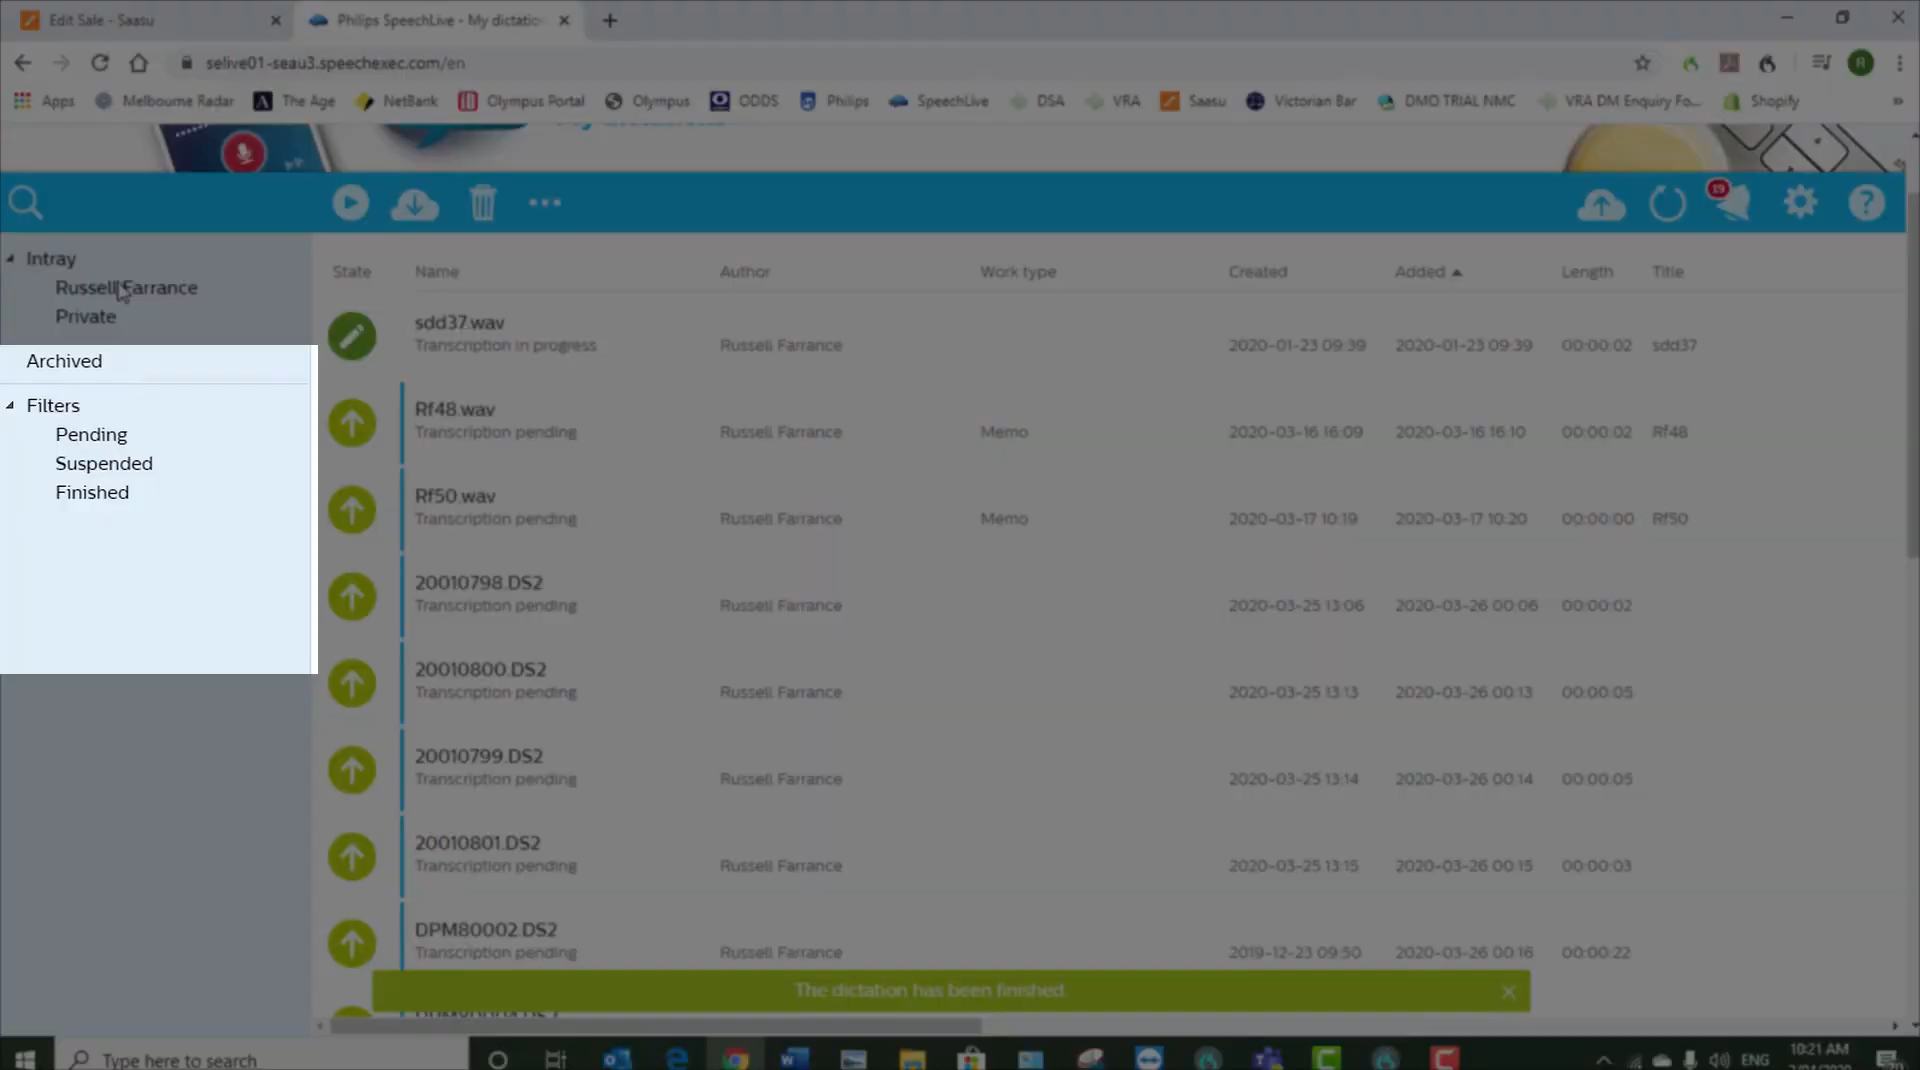 Edit Sale - Saasu
Philips SpeechLive - My dictatio
selive01-seau3.speechexec.com/en
Apps Melbourne Radar The Age NetBank Olympus Portal Olympus ODDS Philips SpeechLive DSA VRA Saasu Victorian Bar DMO TRIAL NMC VRA DM Enquiry Fo... Shopify »
19
Intray
Russell Farrance
Private
Archived
Filters
Pending
Suspended
Finished
State Name Author Work type Created Added Length Title
sdd37.wav
Transcription in progress Russell Farrance 2020-01-23 09:39 2020-01-23 09:39 00:00:02 sdd37
Rf48.wav
Transcription pending Russell Farrance Memo 2020-03-16 16:09 2020-03-16 16:10 00:00:02 Rf48
Rf50.wav
Transcription pending Russell Farrance Memo 2020-03-17 10:19 2020-03-17 10:20 00:00:00 Rf50
20010798.DS2
Transcription pending Russell Farrance 2020-03-25 13:06 2020-03-26 00:06 00:00:02
20010800.DS2
Transcription pending Russell Farrance 2020-03-25 13:13 2020-03-26 00:13 00:00:05
20010799.DS2
Transcription pending Russell Farrance 2020-03-25 13:14 2020-03-26 00:14 00:00:05
20010801.DS2
Transcription pending Russell Farrance 2020-03-25 13:15 2020-03-26 00:15 00:00:03
DPM80002.DS2
Transcription pending Russell Farrance 2019-12-23 09:50 2020-03-26 00:16 00:00:22
The dictation has been finished.
Type here to search
ENG
10:21 AM